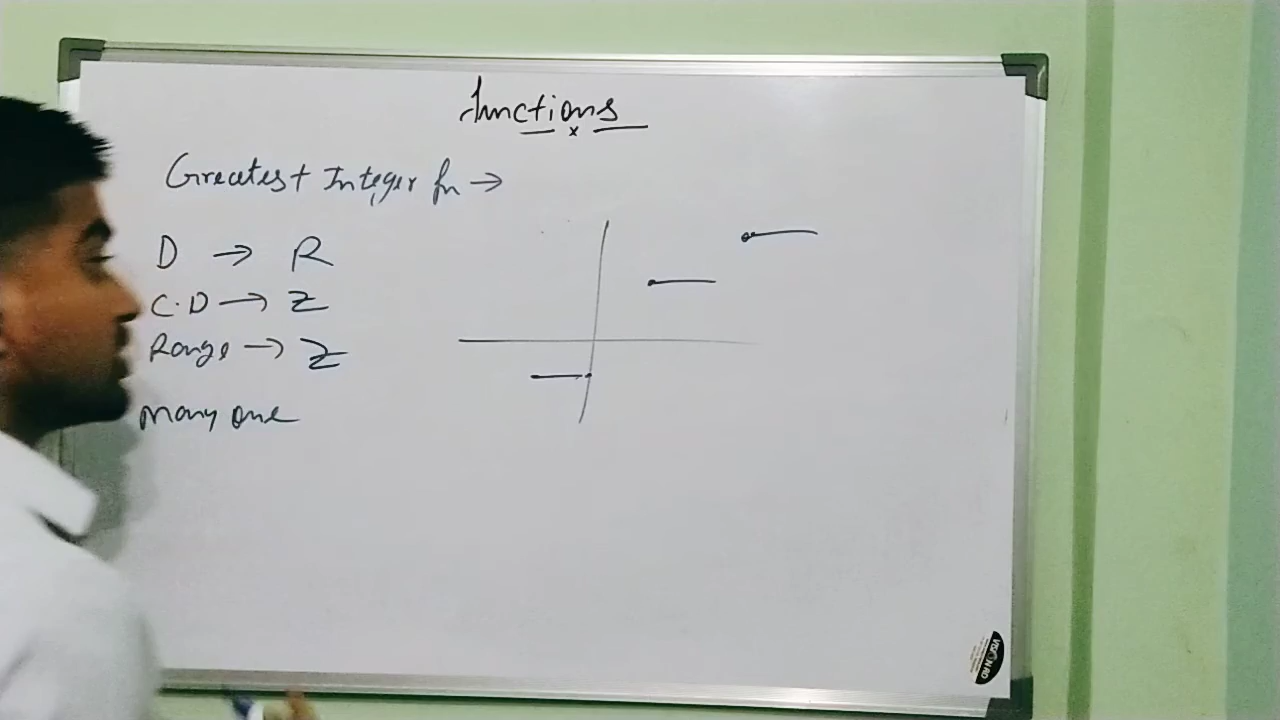 functions
x
Greatest Integer fn →
D → R
C.D → Z
Range → Z
many one